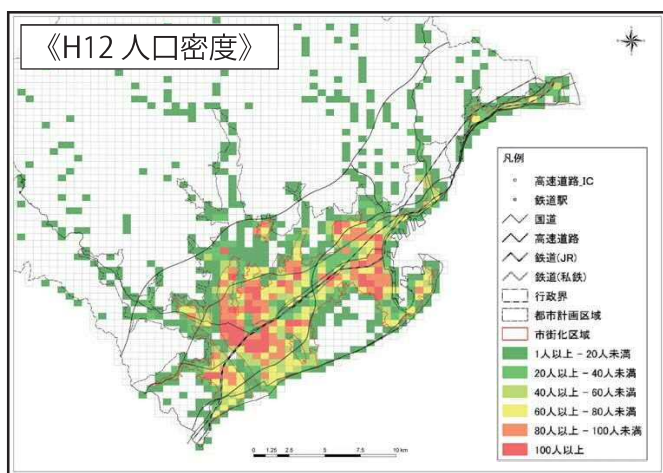 《H12 人口密度》
凡例
高速道路_IC
鉄道駅
国道
高速道路
鉄道(JR)
鉄道(私鉄)
行政界
都市計画区域
市街化区域
1人以上 - 20人未満
20人以上 - 40人未満
40人以上 - 60人未満
60人以上 - 80人未満
80人以上 - 100人未満
100人以上
0 1.25 2.5 5 7.5 10 km